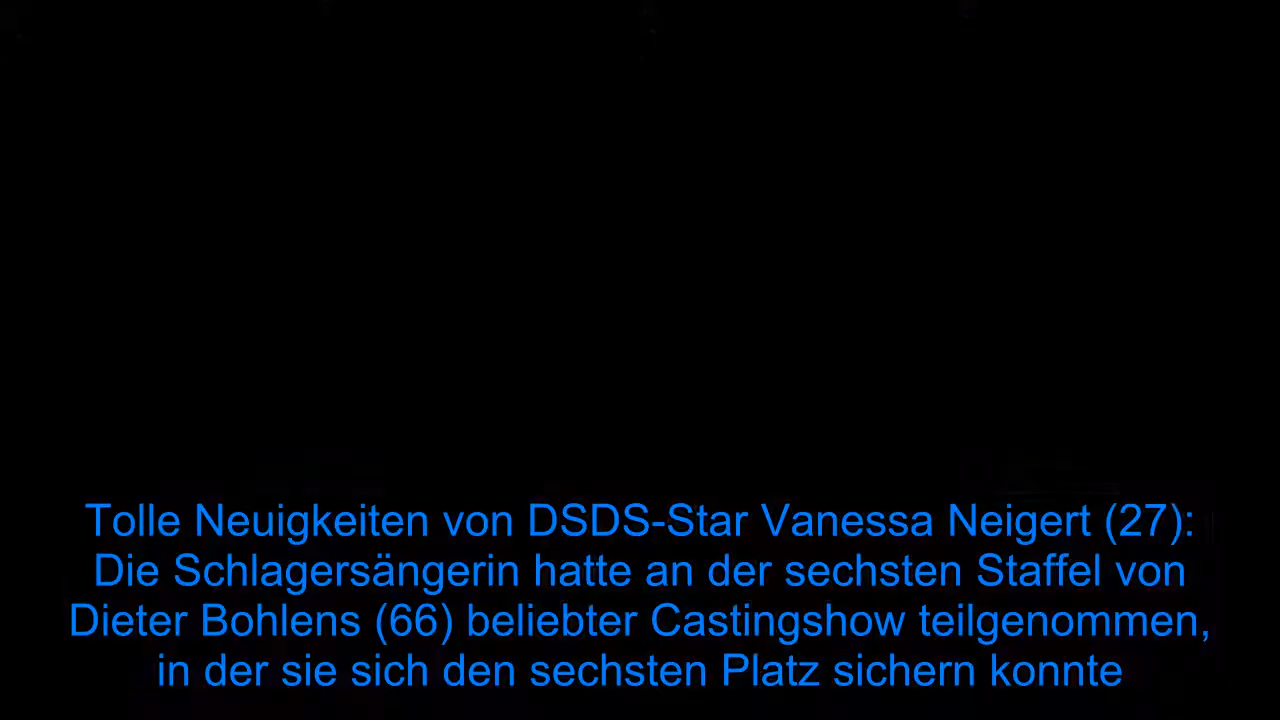 Tolle Neuigkeiten von DSDS-Star Vanessa Neigert (27):
Die Schlagersängerin hatte an der sechsten Staffel von
Dieter Bohlens (66) beliebter Castingshow teilgenommen,
in der sie sich den sechsten Platz sichern konnte